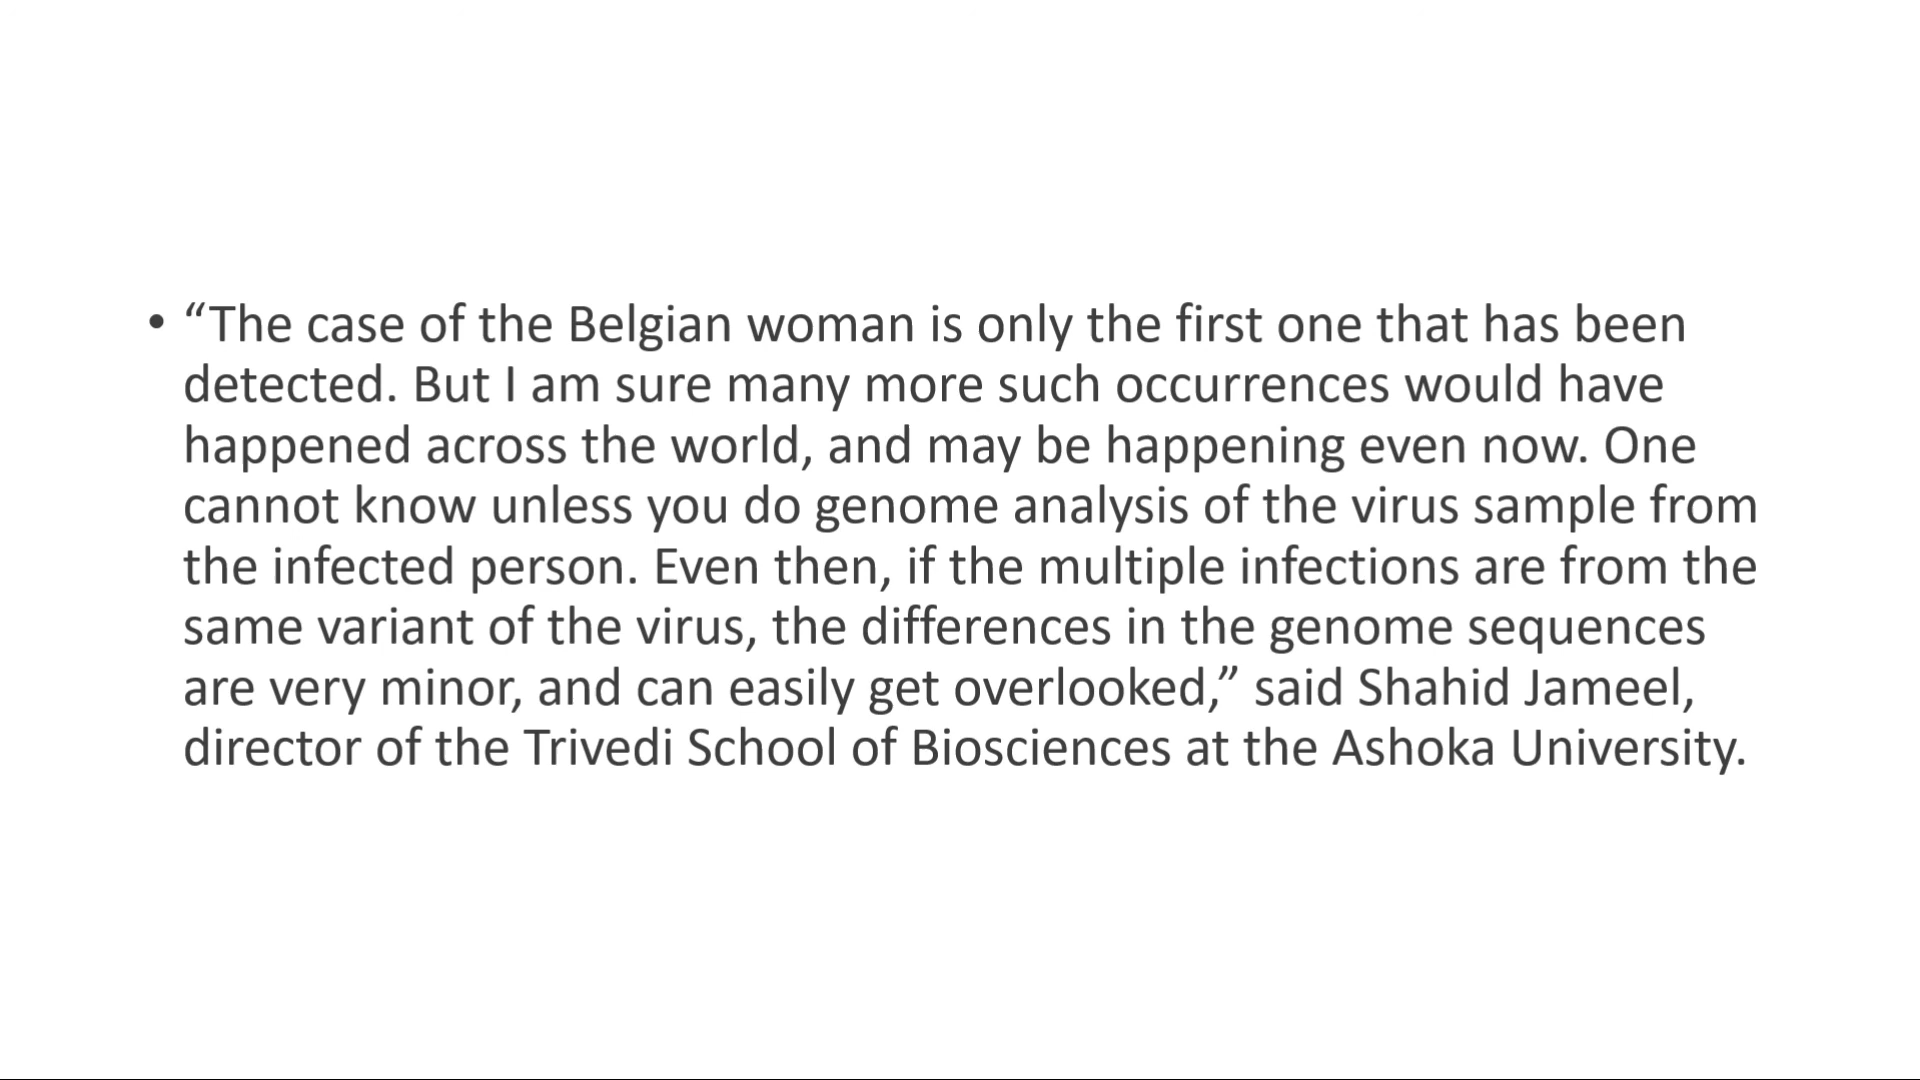 • “The case of the Belgian woman is only the first one that has been
detected. But I am sure many more such occurrences would have
happened across the world, and may be happening even now. One
cannot know unless you do genome analysis of the virus sample from
the infected person. Even then, if the multiple infections are from the
same variant of the virus, the differences in the genome sequences
are very minor, and can easily get overlooked,” said Shahid Jameel,
director of the Trivedi School of Biosciences at the Ashoka University.